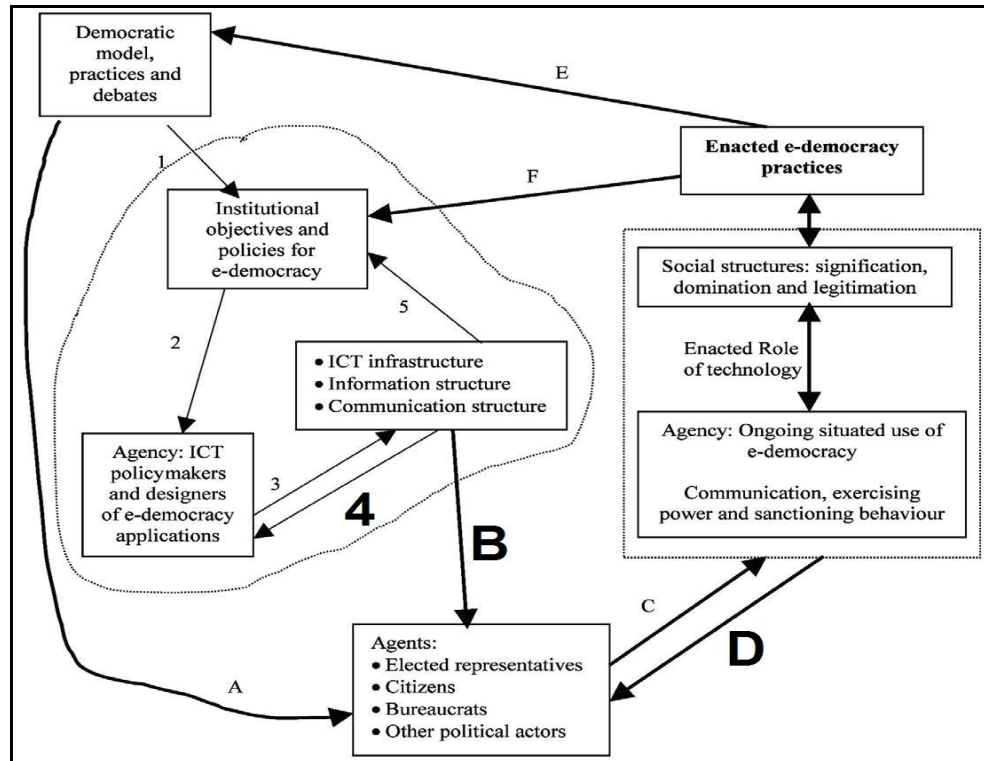 Democratic
model,
practices and
debates
E
1
Enacted e-democracy
practices
F
Institutional
objectives and
policies for
e-democracy
Social structures: signification,
domination and legitimation
5
2
Enacted Role
of technology
• ICT infrastructure
• Information structure
• Communication structure
Agency: Ongoing situated use of
e-democracy
Communication, exercising
power and sanctioning behaviour
Agency: ICT
policymakers
and designers
of e-democracy
applications
3
4
B
C
D
A
Agents:
• Elected representatives
• Citizens
• Bureaucrats
• Other political actors